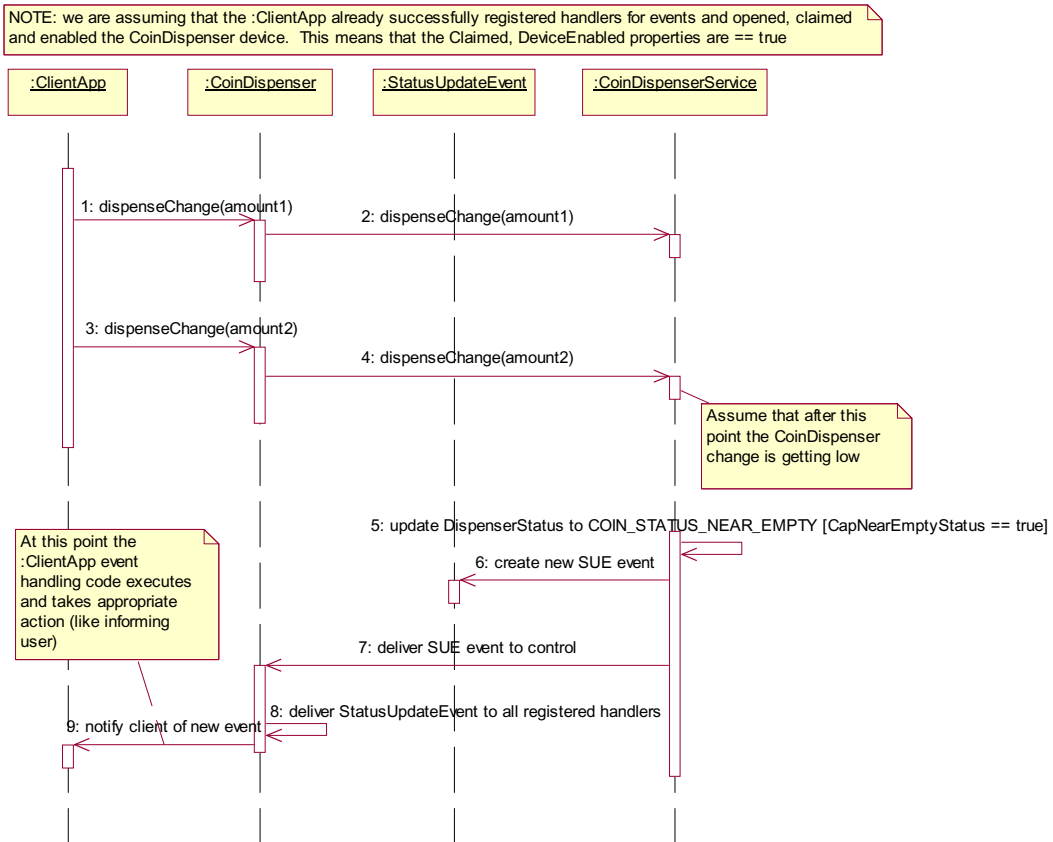 NOTE: we are assuming that the :ClientApp already successfully registered handlers for events and opened, claimed
and enabled the CoinDispenser device.  This means that the Claimed, DeviceEnabled properties are == true
:ClientApp
:CoinDispenser
:StatusUpdateEvent
:CoinDispenserService
1: dispenseChange(amount1)
2: dispenseChange(amount1)
3: dispenseChange(amount2)
4: dispenseChange(amount2)
Assume that after this
point the CoinDispenser
change is getting low
5: update DispenserStatus to COIN_STATUS_NEAR_EMPTY [CapNearEmptyStatus == true]
At this point the
:ClientApp event
handling code executes
and takes appropriate
action (like informing
user)
6: create new SUE event
7: deliver SUE event to control
8: deliver StatusUpdateEvent to all registered handlers
9: notify client of new event